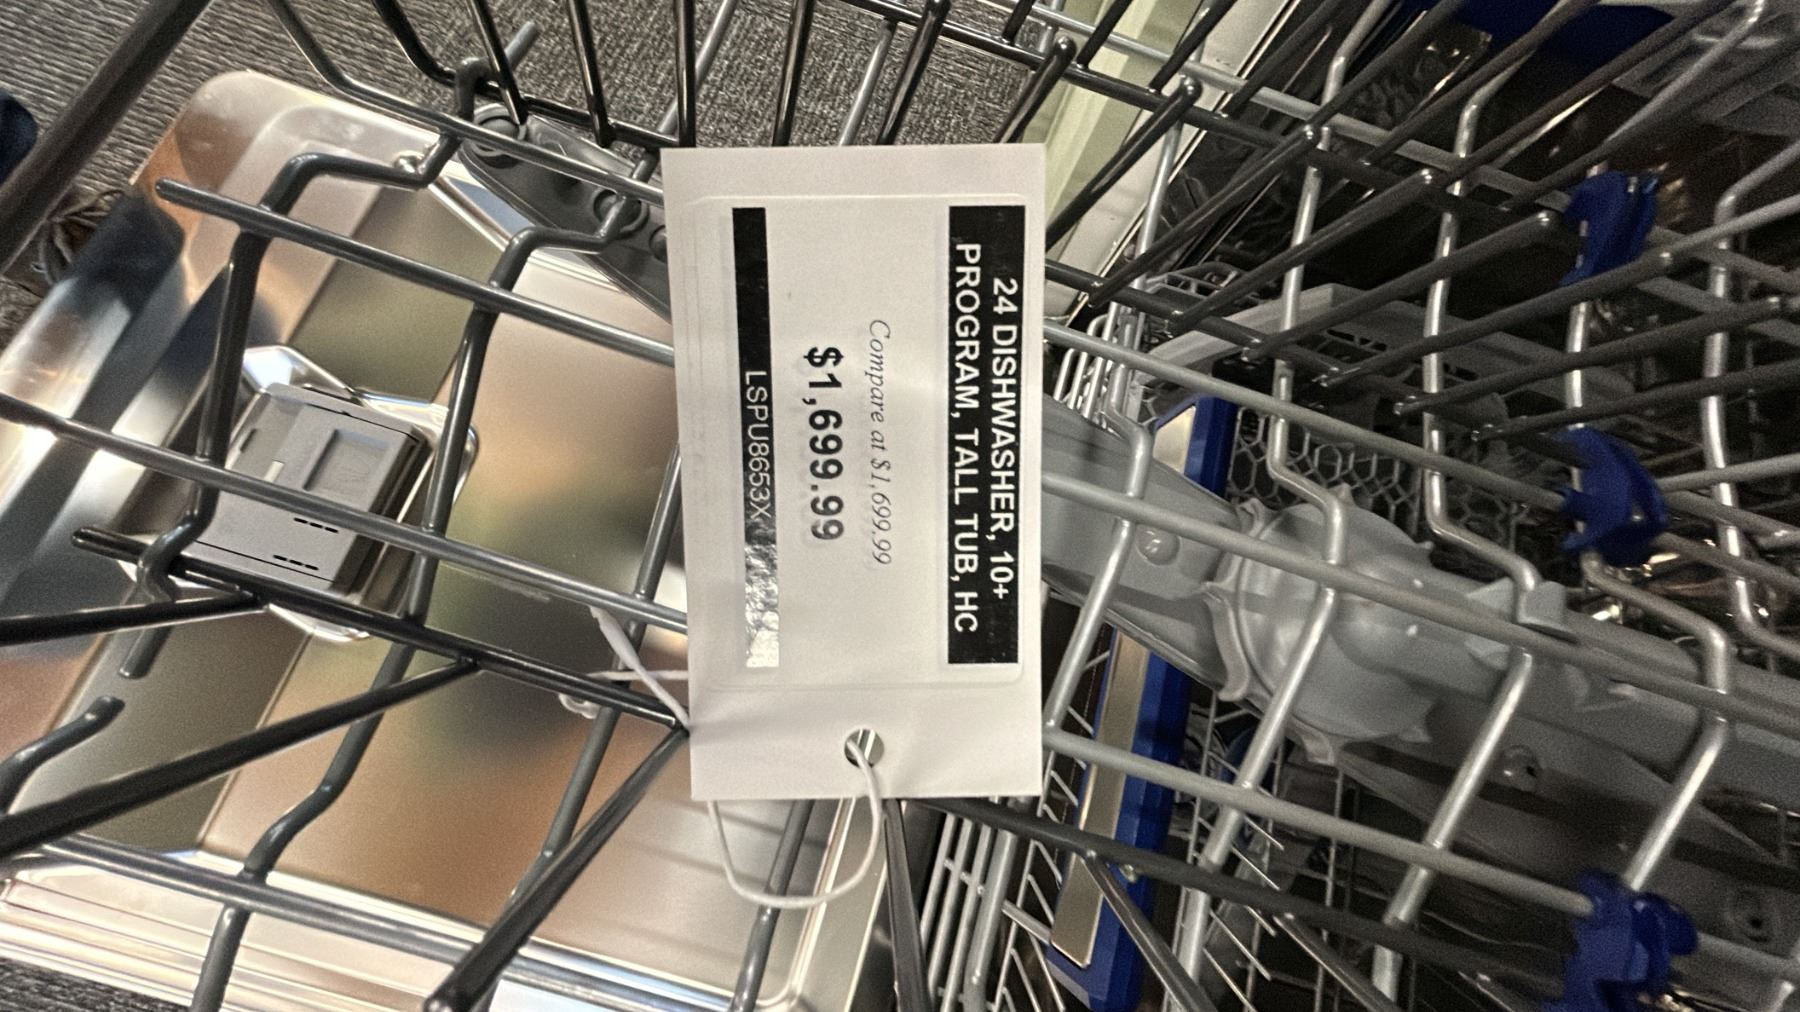 24 DISHWASHER, 10+
PROGRAM, TALL TUB, HC
Compare at $1,699.99
$1,699.99
LSPU8653X